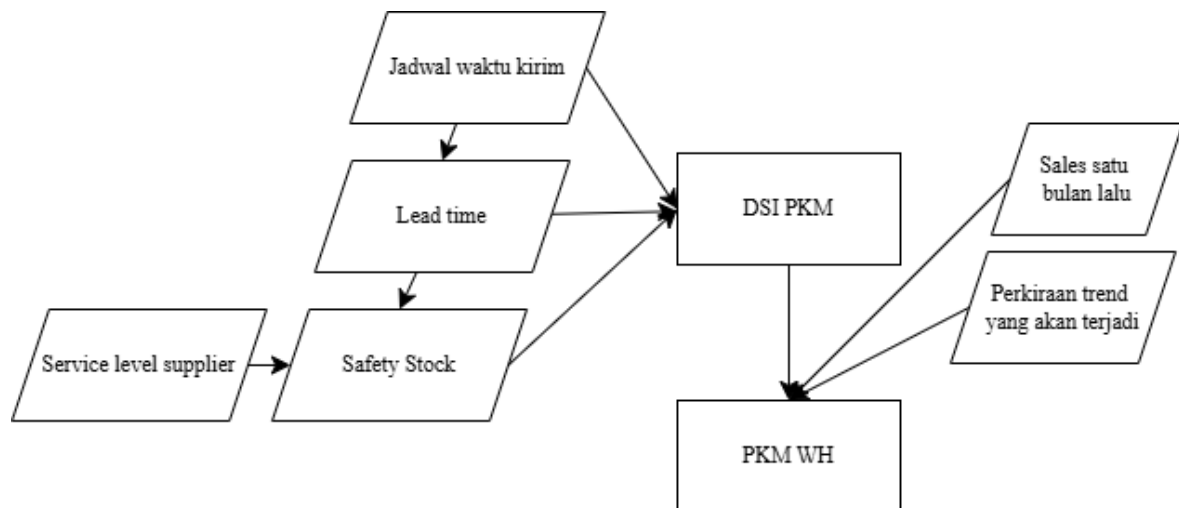 Jadwal waktu kirim
Lead time
Service level supplier
Safety Stock
DSI PKM
Sales satu
bulan lalu
Perkiraan trend
yang akan terjadi
PKM WH